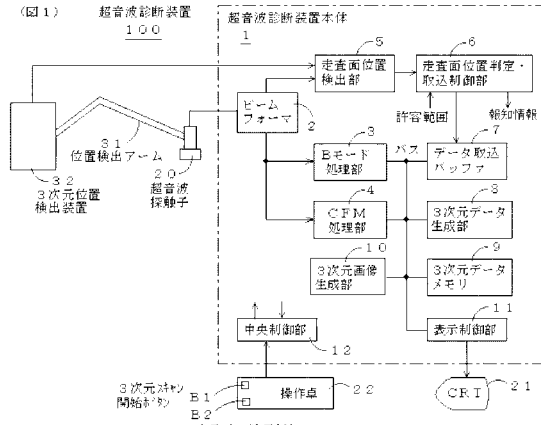 (図1)
超音波診断装置
100
超音波診断装置本体
1
5
走査面位置
検出部
6
走査面位置判定・
取込制御部
ビーム
フォーマ
2
許容範囲
報知情報
31
位置検出アーム
32
3次元位置
検出装置
20
超音波
探触子
3
Bモード
処理部
バス
7
データ取込
バッファ
4
CFM
処理部
8
3次元データ
生成部
10
3次元画像
生成部
9
3次元データ
メモリ
中央制御部
12
11
表示制御部
3次元スキャン
開始ボタン
B1
B2
操作卓
22
CRT
21